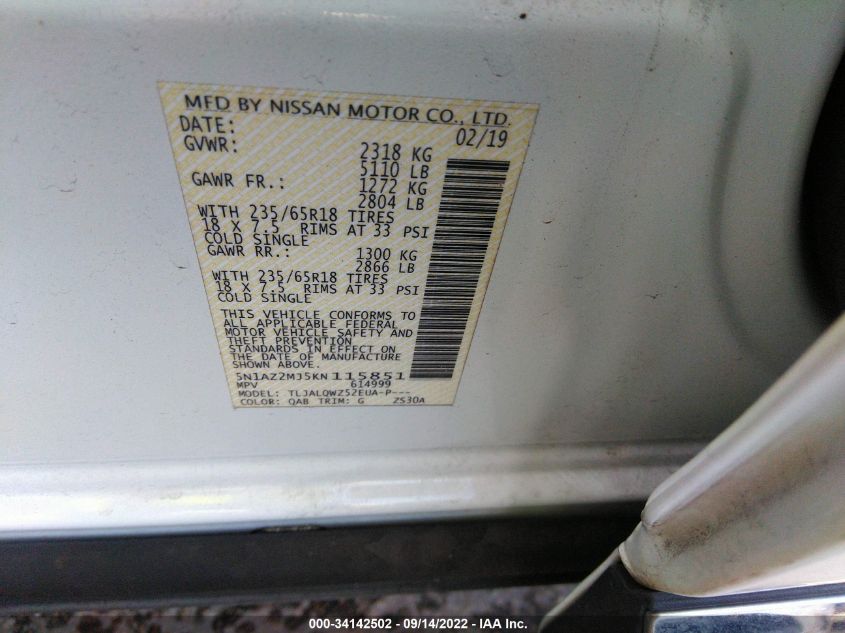 MFD BY NISSAN MOTOR CO., LTD.
DATE: 02/19
GVWR: 2318 KG
5110 LB
GAWR FR.: 1272 KG
2804 LB
WITH 235/65R18 TIRES
18 X 7.5 RIMS AT 33 PSI
COLD SINGLE
GAWR RR.: 1300 KG
2866 LB
WITH 235/65R18 TIRES
18 X 7.5 RIMS AT 33 PSI
COLD SINGLE
THIS VEHICLE CONFORMS TO
ALL APPLICABLE FEDERAL
MOTOR VEHICLE SAFETY AND
THEFT PREVENTION
STANDARDS IN EFFECT ON
THE DATE OF MANUFACTURE
SHOWN ABOVE.
5N1AZ2MJ5KN115851
MPV 614999
MODEL: TLJALQWZ52EUA-P---
COLOR: QAB TRIM: G Z530A
000-34142502 - 09/14/2022 - IAA Inc.